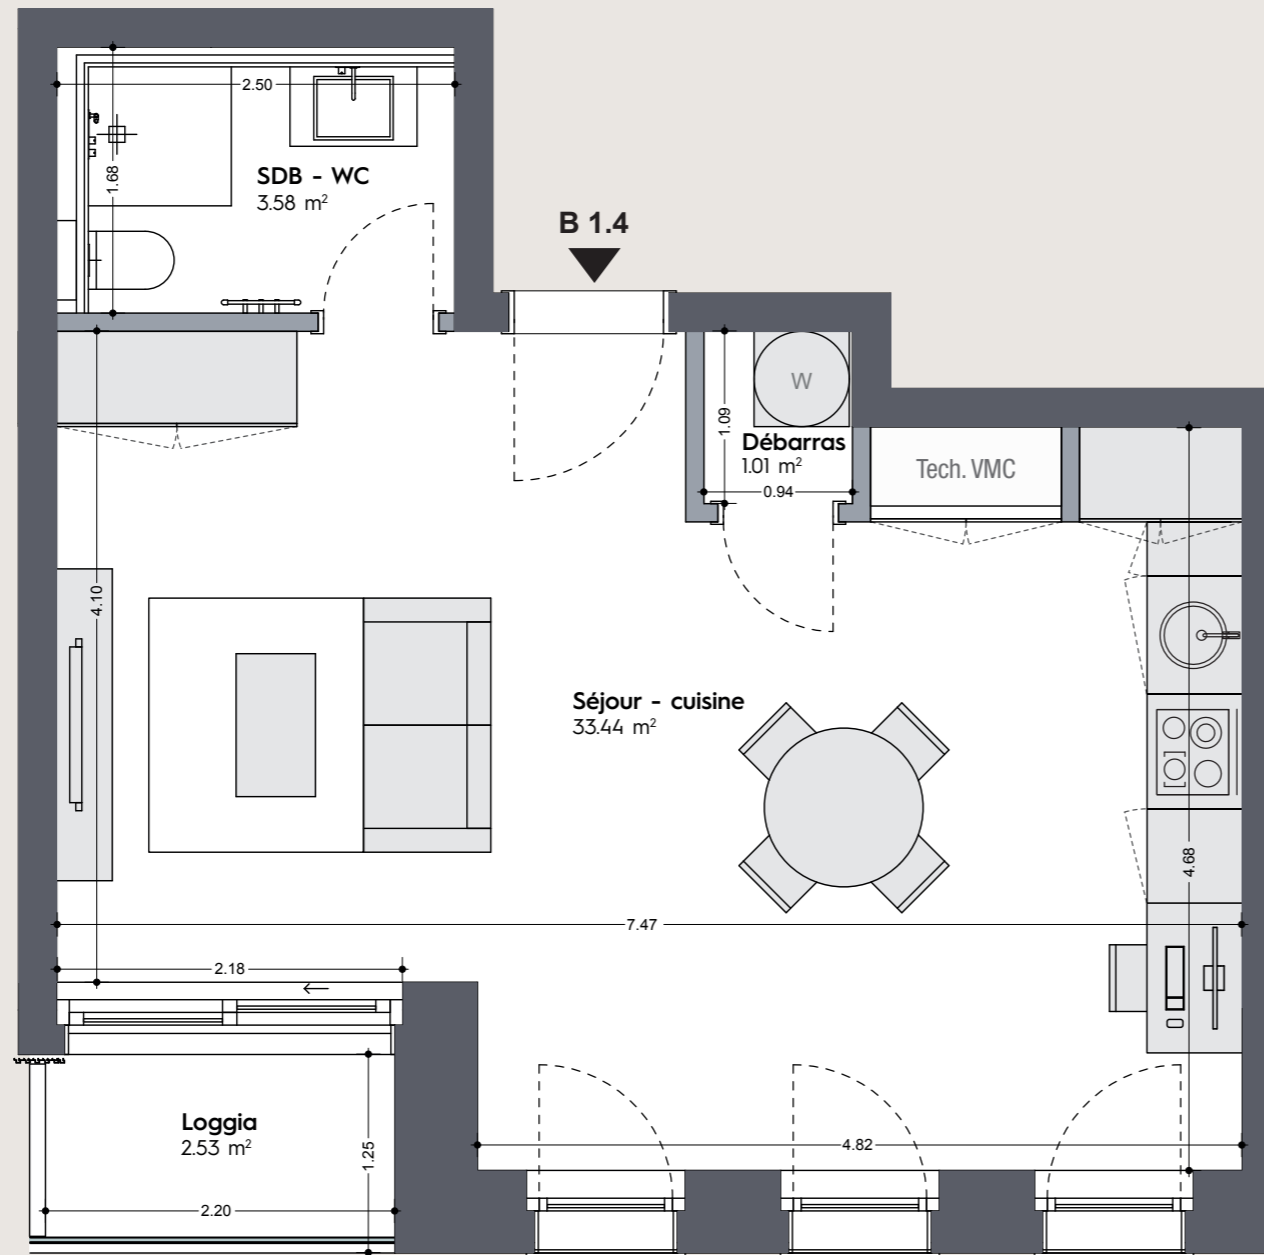 2.50
1.68
SDB - WC
3.58 m²
B 1.4
W
1.09
Débarras
1.01 m²
0.94
Tech. VMC
4.10
Séjour - cuisine
33.44 m²
4.68
7.47
2.18
Loggia
2.53 m²
1.25
4.82
2.20